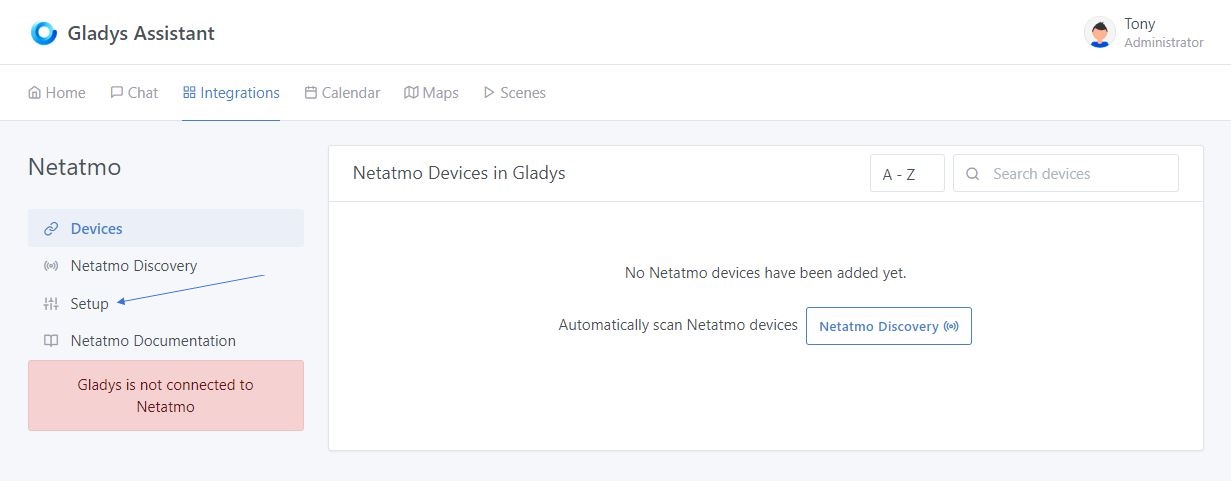 Gladys Assistant
Tony
Administrator
Home
Chat
Integrations
Calendar
Maps
Scenes
Netatmo
Devices
Netatmo Discovery
Setup
Netatmo Documentation
Gladys is not connected to
Netatmo
Netatmo Devices in Gladys
A - Z
Search devices
No Netatmo devices have been added yet.
Automatically scan Netatmo devices
Netatmo Discovery